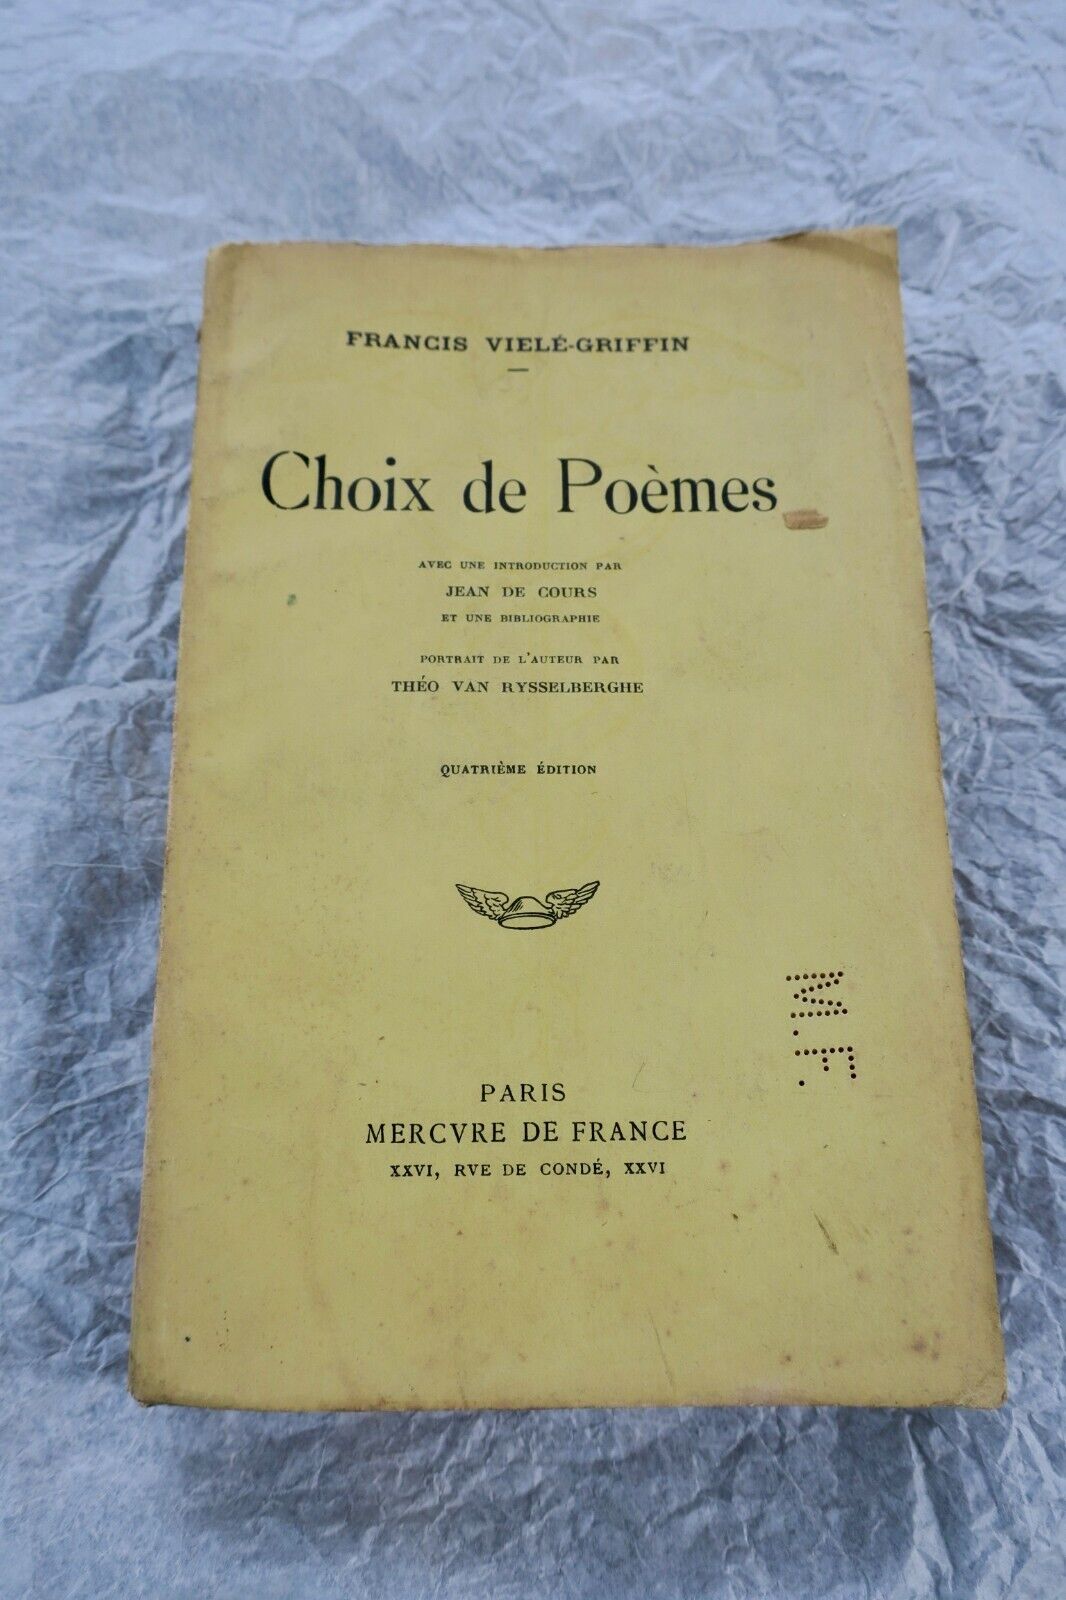 FRANCIS VIELÉ-GRIFFIN
Choix de Poèmes
AVEC UNE INTRODUCTION PAR
JEAN DE COURS
ET UNE BIBLIOGRAPHIE
PORTRAIT DE L'AUTEUR PAR
THÉO VAN RYSSELBERGHE
QUATRIÈME ÉDITION
M.F.
PARIS
MERCVRE DE FRANCE
XXVI, RVE DE CONDÉ, XXVI